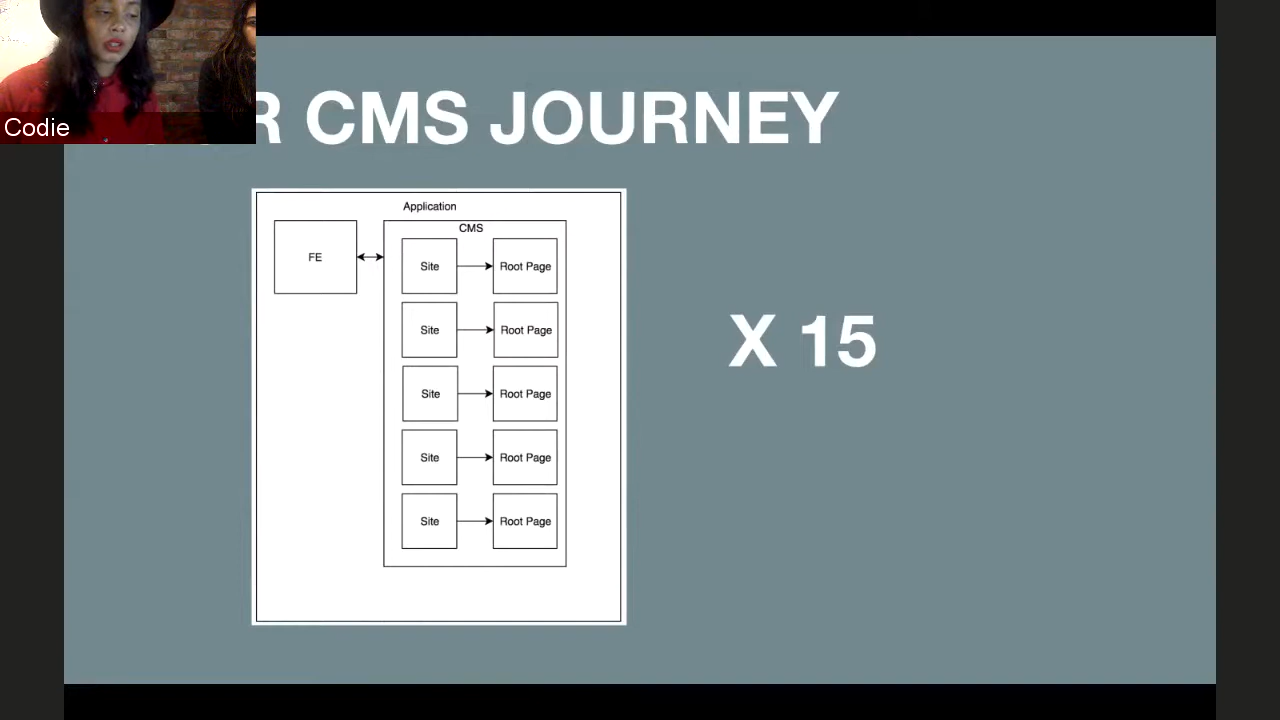 Codie
R CMS JOURNEY
Application
CMS
FE
Site
Root Page
Site
Root Page
Site
Root Page
Site
Root Page
Site
Root Page
X 15